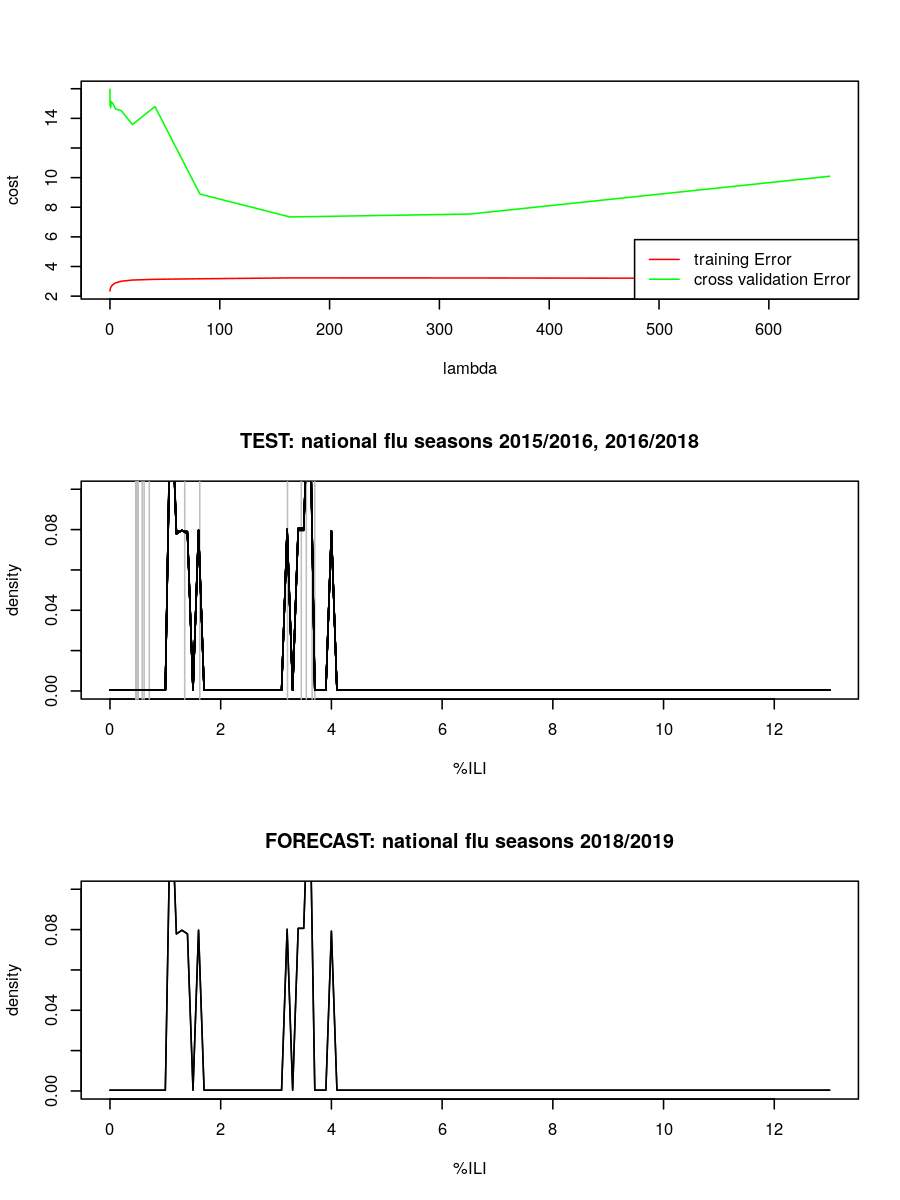 cost
2 4 6 8 10 14
training Error
cross validation Error
0 100 200 300 400 500 600
lambda
TEST: national flu seasons 2015/2016, 2016/2018
density
0.00 0.04 0.08
0 2 4 6 8 10 12
%ILI
FORECAST: national flu seasons 2018/2019
density
0.00 0.04 0.08
0 2 4 6 8 10 12
%ILI